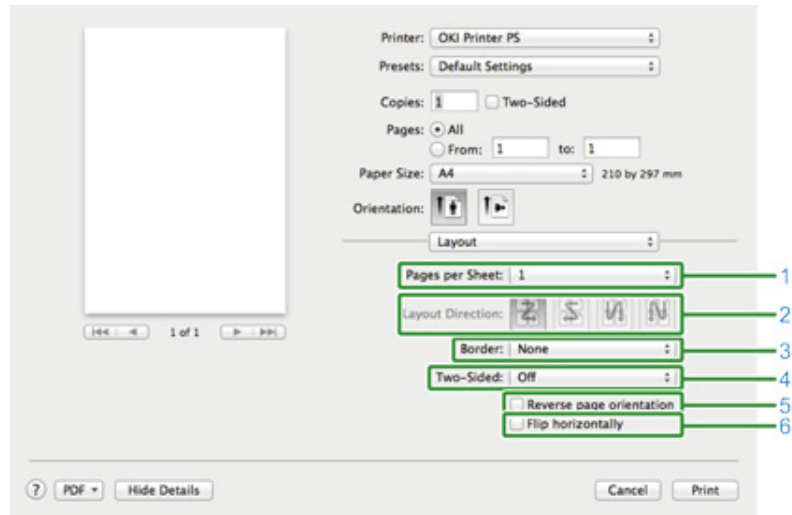 Printer: OKI Printer PS
Presets: Default Settings
Copies: 1 Two-Sided
Pages: All
From: 1 to: 1
Paper Size: A4 210 by 297 mm
Orientation:
Layout
Pages per Sheet: 1 1
Layout Direction: 2
Border: None 3
Two-Sided: Off 4
Reverse page orientation 5
Flip horizontally 6
1 of 1
? PDF Hide Details Cancel Print